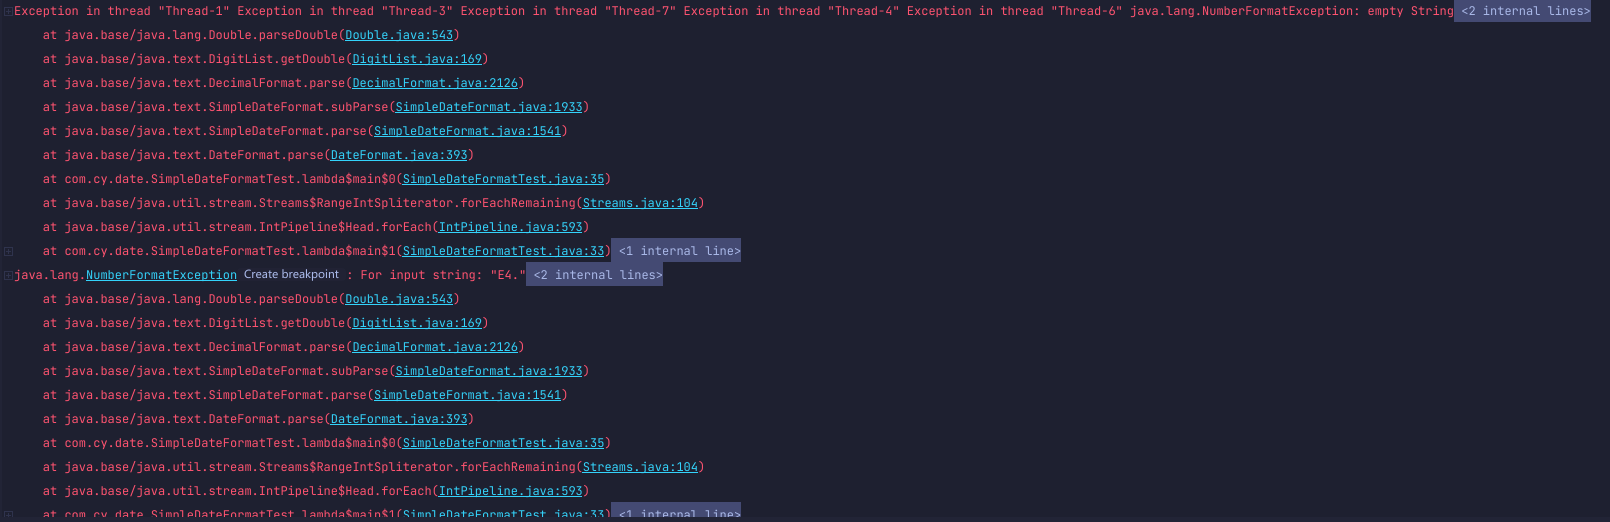 Exception in thread "Thread-1" Exception in thread "Thread-3" Exception in thread "Thread-7" Exception in thread "Thread-4" Exception in thread "Thread-6" java.lang.NumberFormatException: empty String <2 internal lines>
at java.base/java.lang.Double.parseDouble(Double.java:543)
at java.base/java.text.DigitList.getDouble(DigitList.java:169)
at java.base/java.text.DecimalFormat.parse(DecimalFormat.java:2126)
at java.base/java.text.SimpleDateFormat.subParse(SimpleDateFormat.java:1933)
at java.base/java.text.SimpleDateFormat.parse(SimpleDateFormat.java:1541)
at java.base/java.text.DateFormat.parse(DateFormat.java:393)
at com.cy.date.SimpleDateFormatTest.lambda$main$0(SimpleDateFormatTest.java:35)
at java.base/java.util.stream.Streams$RangeIntSpliterator.forEachRemaining(Streams.java:104)
at java.base/java.util.stream.IntPipeline$Head.forEach(IntPipeline.java:593)
at com.cy.date.SimpleDateFormatTest.lambda$main$1(SimpleDateFormatTest.java:33) <1 internal line>
java.lang.NumberFormatException Create breakpoint : For input string: "E4." <2 internal lines>
at java.base/java.lang.Double.parseDouble(Double.java:543)
at java.base/java.text.DigitList.getDouble(DigitList.java:169)
at java.base/java.text.DecimalFormat.parse(DecimalFormat.java:2126)
at java.base/java.text.SimpleDateFormat.subParse(SimpleDateFormat.java:1933)
at java.base/java.text.SimpleDateFormat.parse(SimpleDateFormat.java:1541)
at java.base/java.text.DateFormat.parse(DateFormat.java:393)
at com.cy.date.SimpleDateFormatTest.lambda$main$0(SimpleDateFormatTest.java:35)
at java.base/java.util.stream.Streams$RangeIntSpliterator.forEachRemaining(Streams.java:104)
at java.base/java.util.stream.IntPipeline$Head.forEach(IntPipeline.java:593)
at com.cy.date.SimpleDateFormatTest.lambda$main$1(SimpleDateFormatTest.java:33) <1 internal line>